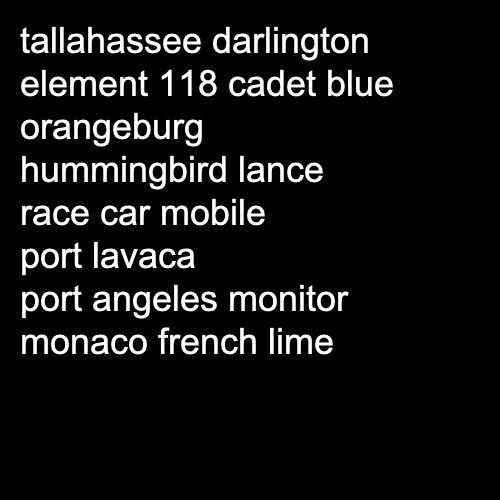 tallahassee darlington
element 118 cadet blue
orangeburg
hummingbird lance
race car mobile
port lavaca
port angeles monitor
monaco french lime